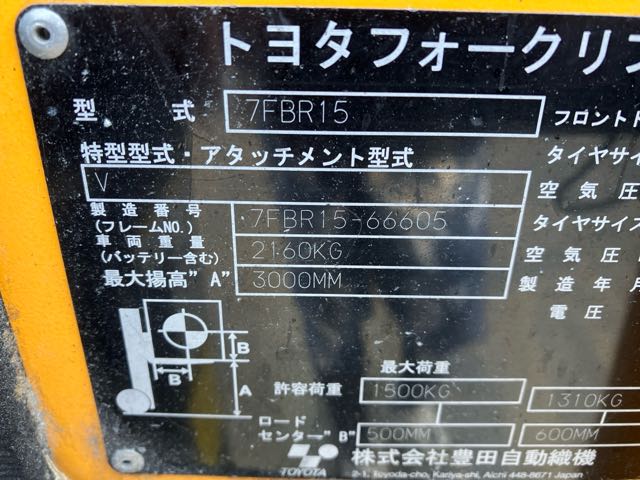 トヨタフォークリフ
型 式 7FBR15 フロント
特型型式・アタッチメント型式 タイヤサイ
V 空 気 圧
製 造 番 号
(フレームNO.) 7FBR15-66605 タイヤサイズ
車 両 重 量
(バッテリー含む) 2160KG 空 気 圧
最大揚高"A" 3000MM 製 造 年 月
電 圧
B
B
A
最大荷重
許容荷重 1500KG 1310KG
ロード
センター"B" 500MM 600MM
TOYOTA 株式会社豊田自動織機
2-1, Toyoda-cho, Kariya-shi, Aichi 448-8671 Japan